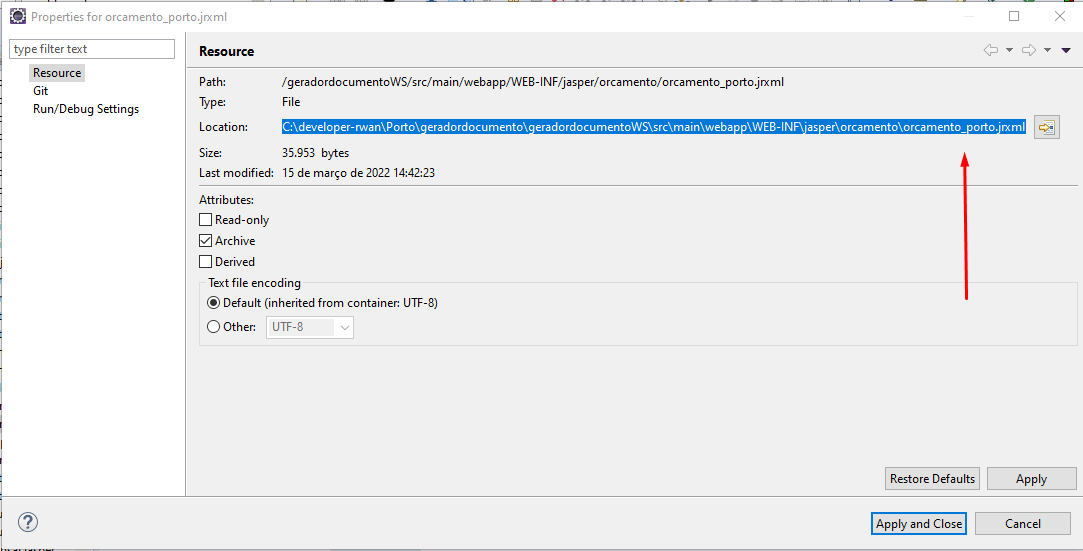 Properties for orcamento_porto.jrxml
type filter text
Resource
Git
Run/Debug Settings
Resource
Path: /geradordocumentoWS/src/main/webapp/WEB-INF/jasper/orcamento/orcamento_porto.jrxml
Type: File
Location: C:\developer-rwan\Porto\geradordocumento\geradordocumentoWS\src\main\webapp\WEB-INF\jasper\orcamento\orcamento_porto.jrxml
Size: 35.953 bytes
Last modified: 15 de março de 2022 14:42:23
Attributes:
Read-only
Archive
Derived
Text file encoding
Default (inherited from container: UTF-8)
Other: UTF-8
Restore Defaults Apply
? Apply and Close Cancel